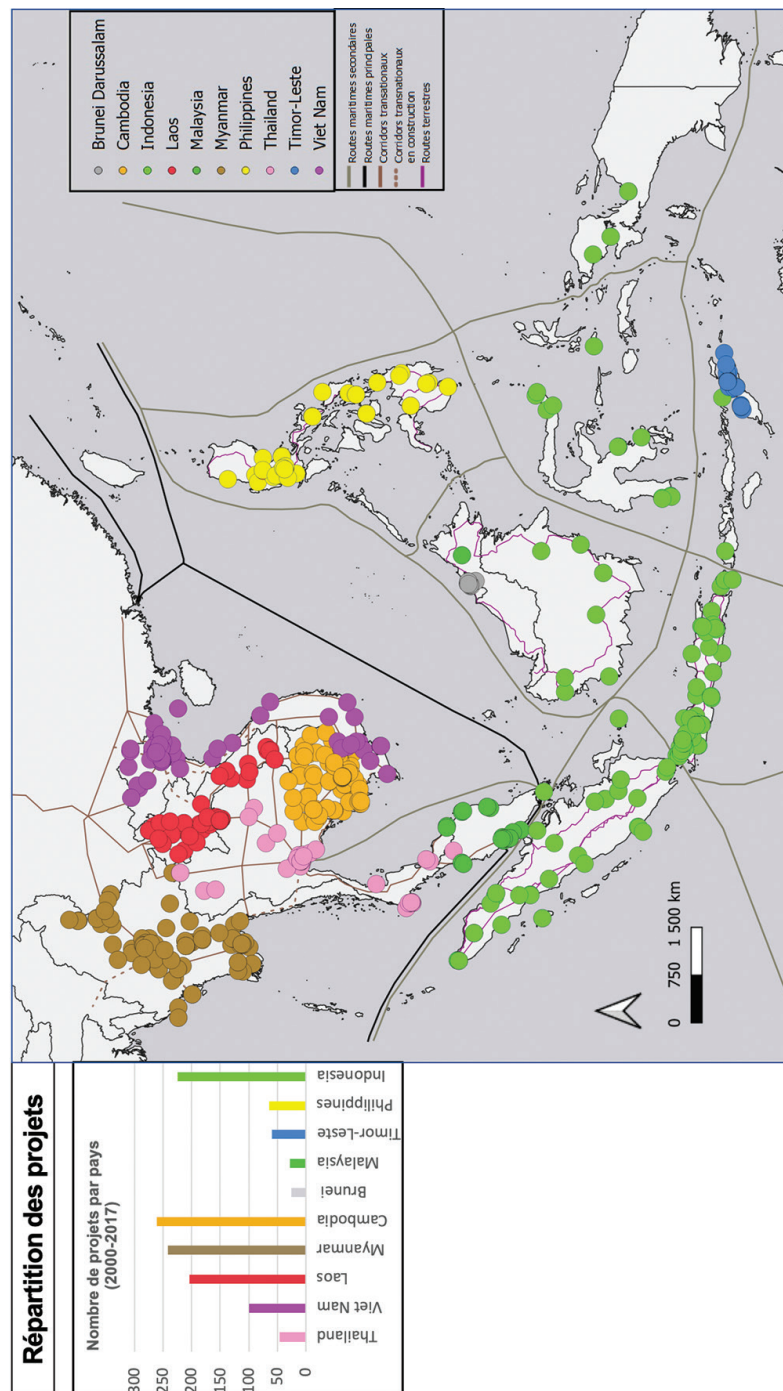 Répartition des projets
Nombre de projets par pays
(2000-2017)
300
250
200
150
100
50
0
Thailand
Viet Nam
Laos
Myanmar
Cambodia
Brunei
Malaysia
Timor-Leste
Philippines
Indonesia
Brunei Darussalam
Cambodia
Indonesia
Laos
Malaysia
Myanmar
Philippines
Thailand
Timor-Leste
Viet Nam
Routes maritimes secondaires
Routes maritimes principales
Corridors transationaux
Corridors transnationaux
en construction
Routes terrestres
0 750 1 500 km